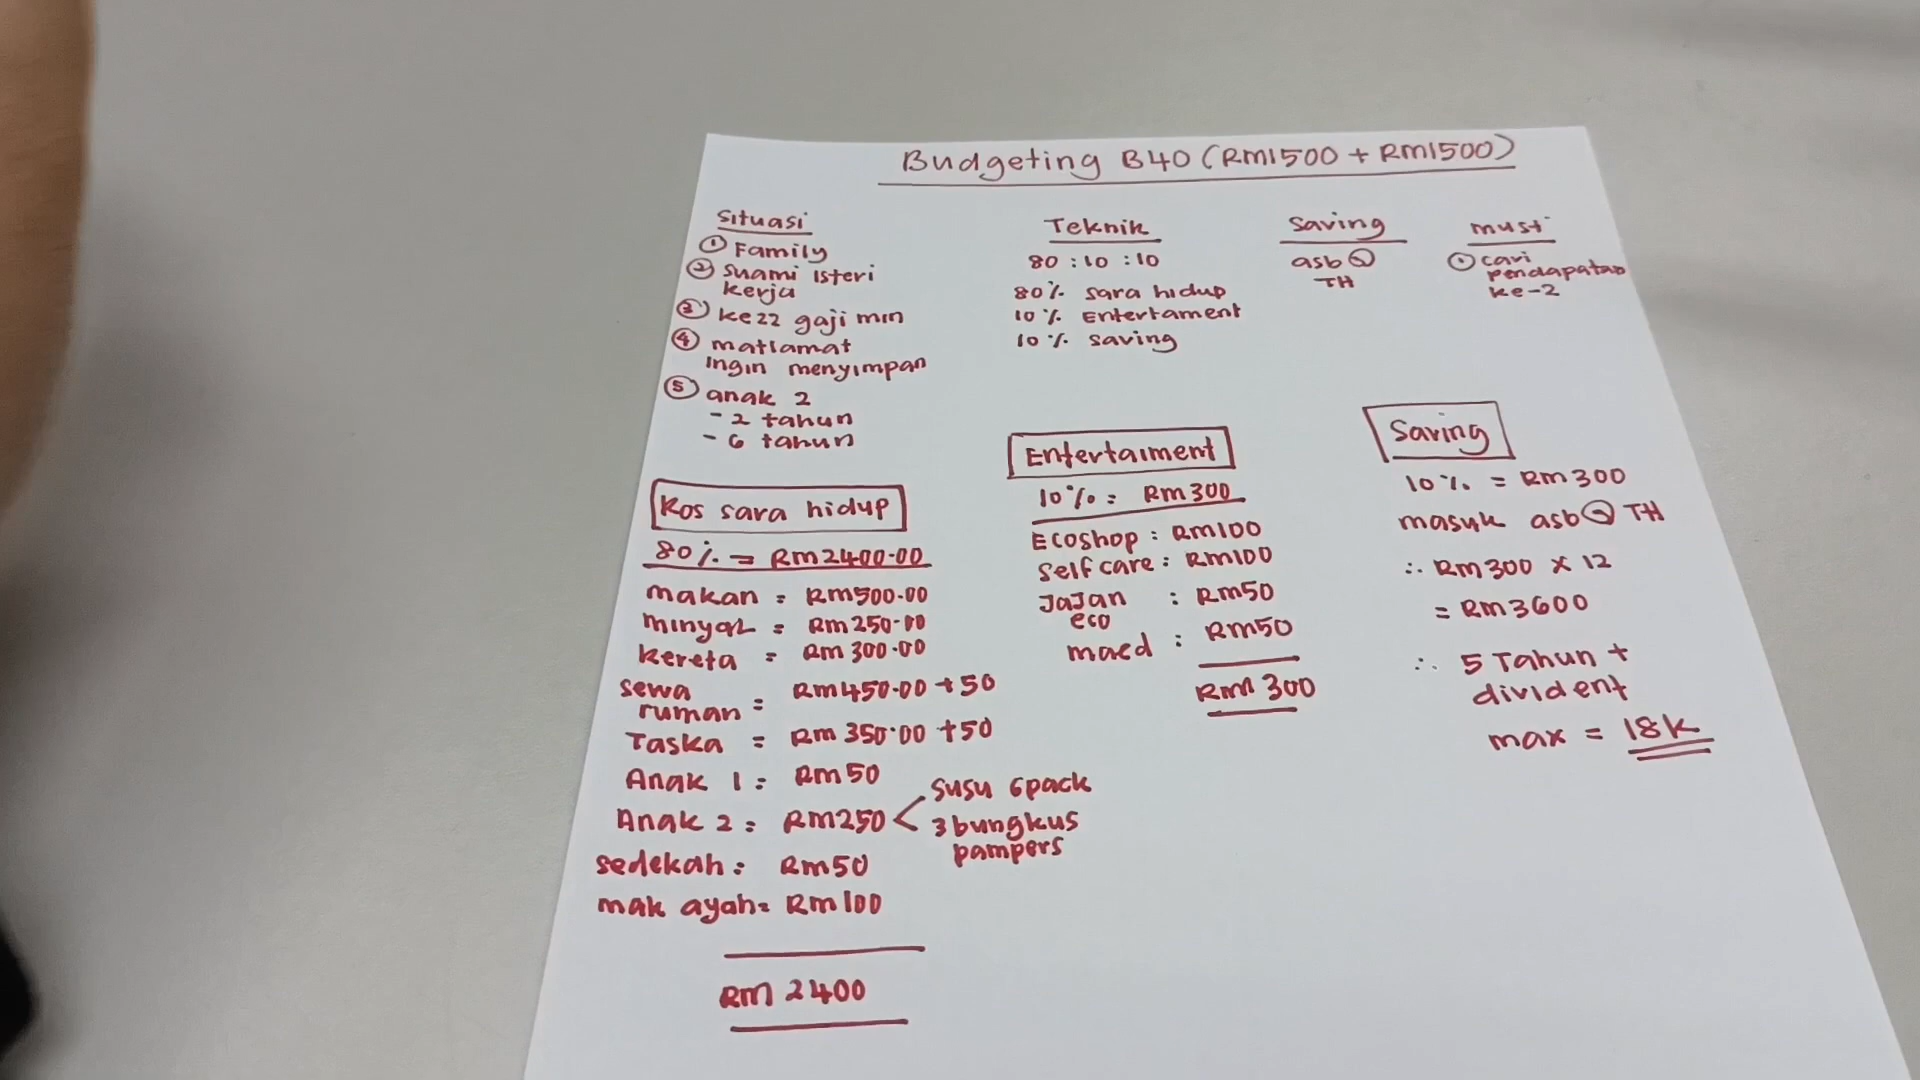 Budgeting B40 (RM1500 + RM1500)
Situasi
① Family
② Suami isteri
kerja
③ ke22 gaji min
④ matlamat
ingin menyimpan
⑤ anak 2
- 2 tahun
- 6 tahun
Teknik
80 : 10 : 10
80% sara hidup
10% Entertament
10% saving
Saving
asb
TH
must
① cari
pendapatan
ke-2
Kos sara hidup
80% = RM2400.00
makan = RM500.00
minyak = RM250.00
kereta = RM300.00
sewa
rumah = RM450.00 +50
Taska = RM350.00 +50
Anak 1 = RM50
Anak 2 = RM250 < susu 6pack
3 bungkus
pampers
sedekah = RM50
mak ayah = RM100
RM 2400
Entertaiment
10% = RM300
Ecoshop : RM100
Selfcare : RM100
Jajan : RM50
eco
maed : RM50
RM 300
Saving
10% = RM300
masuk asb TH
∴ RM300 x 12
= RM3600
∴ 5 Tahun +
divident
max = 18K